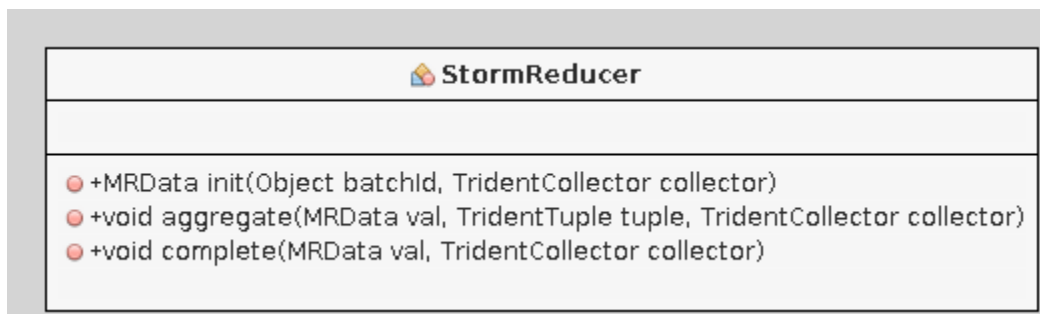 StormReducer
+MRData init(Object batchId, TridentCollector collector)
+void aggregate(MRData val, TridentTuple tuple, TridentCollector collector)
+void complete(MRData val, TridentCollector collector)